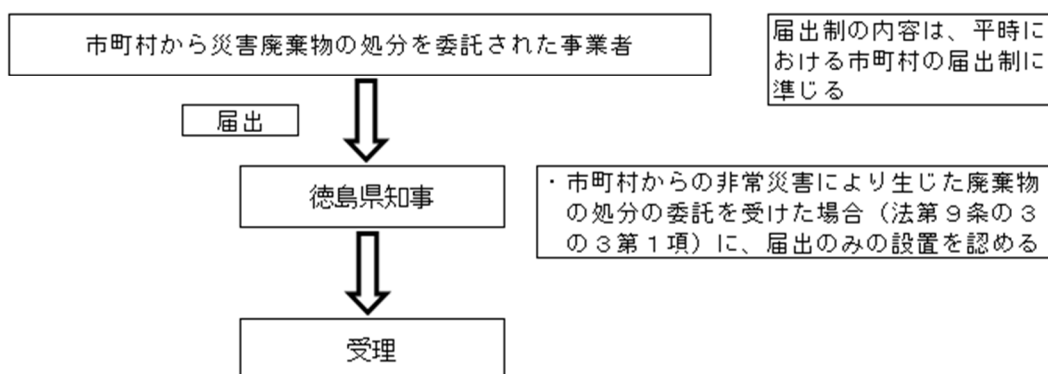 市町村から災害廃棄物の処分を委託された事業者
届出制の内容は、平時に
おける市町村の届出制に
準じる
届出
徳島県知事
・市町村からの非常災害により生じた廃棄物
の処分の委託を受けた場合（法第９条の３
の３第１項）に、届出のみの設置を認める
受理